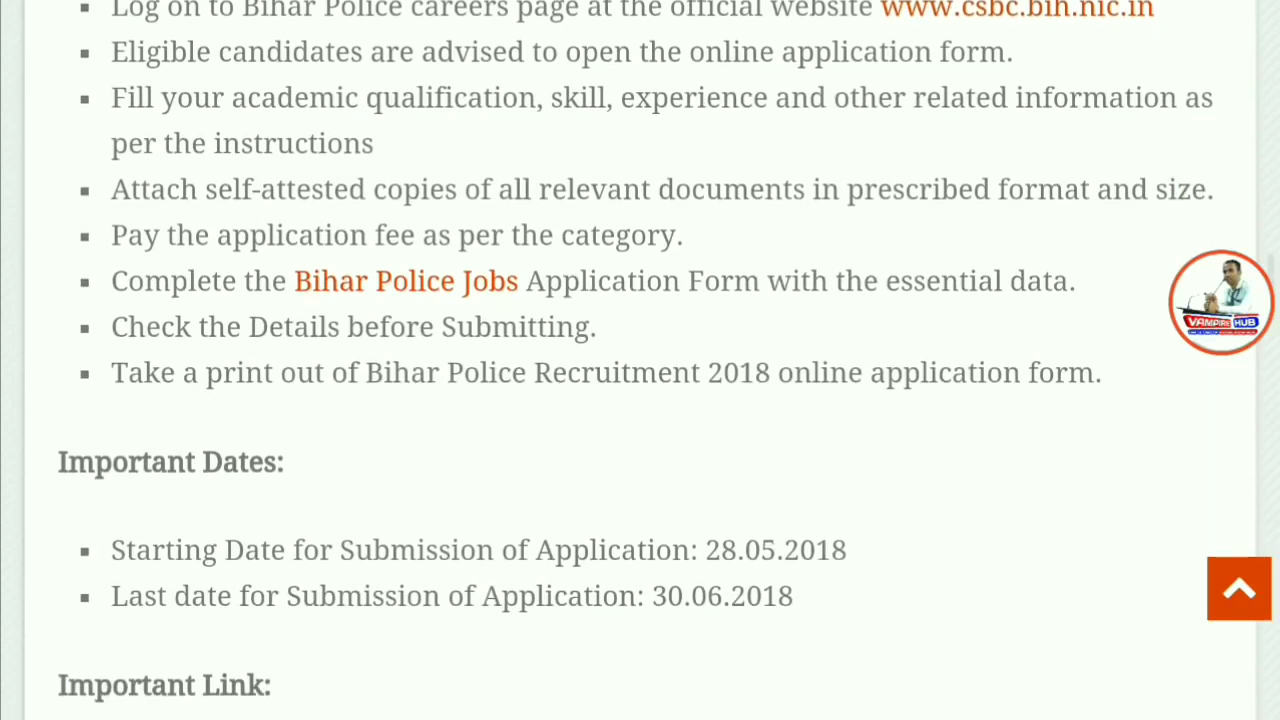 Log on to Bihar Police careers page at the official website www.csbc.bih.nic.in
Eligible candidates are advised to open the online application form.
Fill your academic qualification, skill, experience and other related information as
per the instructions
Attach self-attested copies of all relevant documents in prescribed format and size.
Pay the application fee as per the category.
Complete the Bihar Police Jobs Application Form with the essential data.
Check the Details before Submitting.
Take a print out of Bihar Police Recruitment 2018 online application form.
VAMPIRE HUB
Important Dates:
Starting Date for Submission of Application: 28.05.2018
Last date for Submission of Application: 30.06.2018
Important Link: